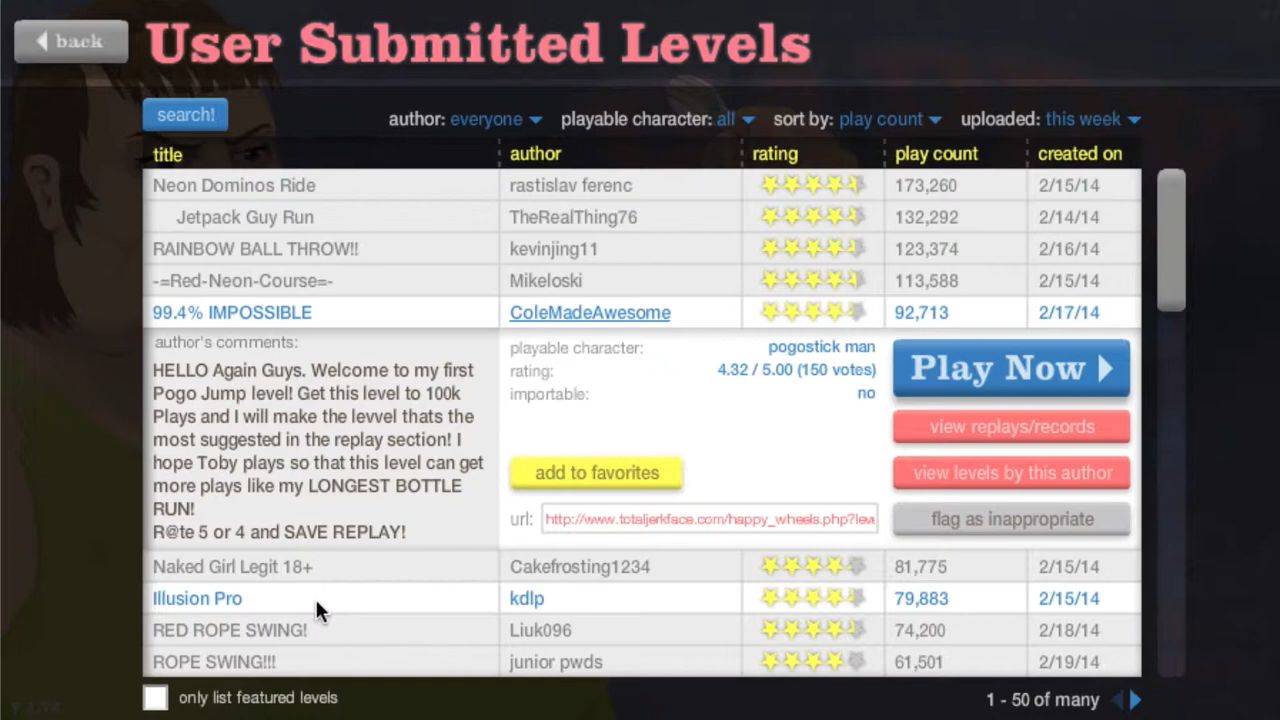 back
User Submitted Levels
search!
author: everyone playable character: all sort by: play count uploaded: this week
title author rating play count created on
Neon Dominos Ride rastislav ferenc 173,260 2/15/14
Jetpack Guy Run TheRealThing76 132,292 2/14/14
RAINBOW BALL THROW!! kevinjing11 123,374 2/16/14
-=Red-Neon-Course=- Mikeloski 113,588 2/15/14
99.4% IMPOSSIBLE ColeMadeAwesome 92,713 2/17/14
author's comments:
HELLO Again Guys. Welcome to my first
Pogo Jump level! Get this level to 100k
Plays and I will make the levvel thats the
most suggested in the replay section! I
hope Toby plays so that this level can get
more plays like my LONGEST BOTTLE
RUN!
R@te 5 or 4 and SAVE REPLAY!
playable character: pogostick man
rating: 4.32 / 5.00 (150 votes)
importable: no
add to favorites
url: http://www.totaljerkface.com/happy_wheels.php?lev
Play Now
view replays/records
view levels by this author
flag as inappropriate
Naked Girl Legit 18+ Cakefrosting1234 81,775 2/15/14
Illusion Pro kdlp 79,883 2/15/14
RED ROPE SWING! Liuk096 74,200 2/18/14
ROPE SWING!!! junior pwds 61,501 2/19/14
only list featured levels
1 - 50 of many